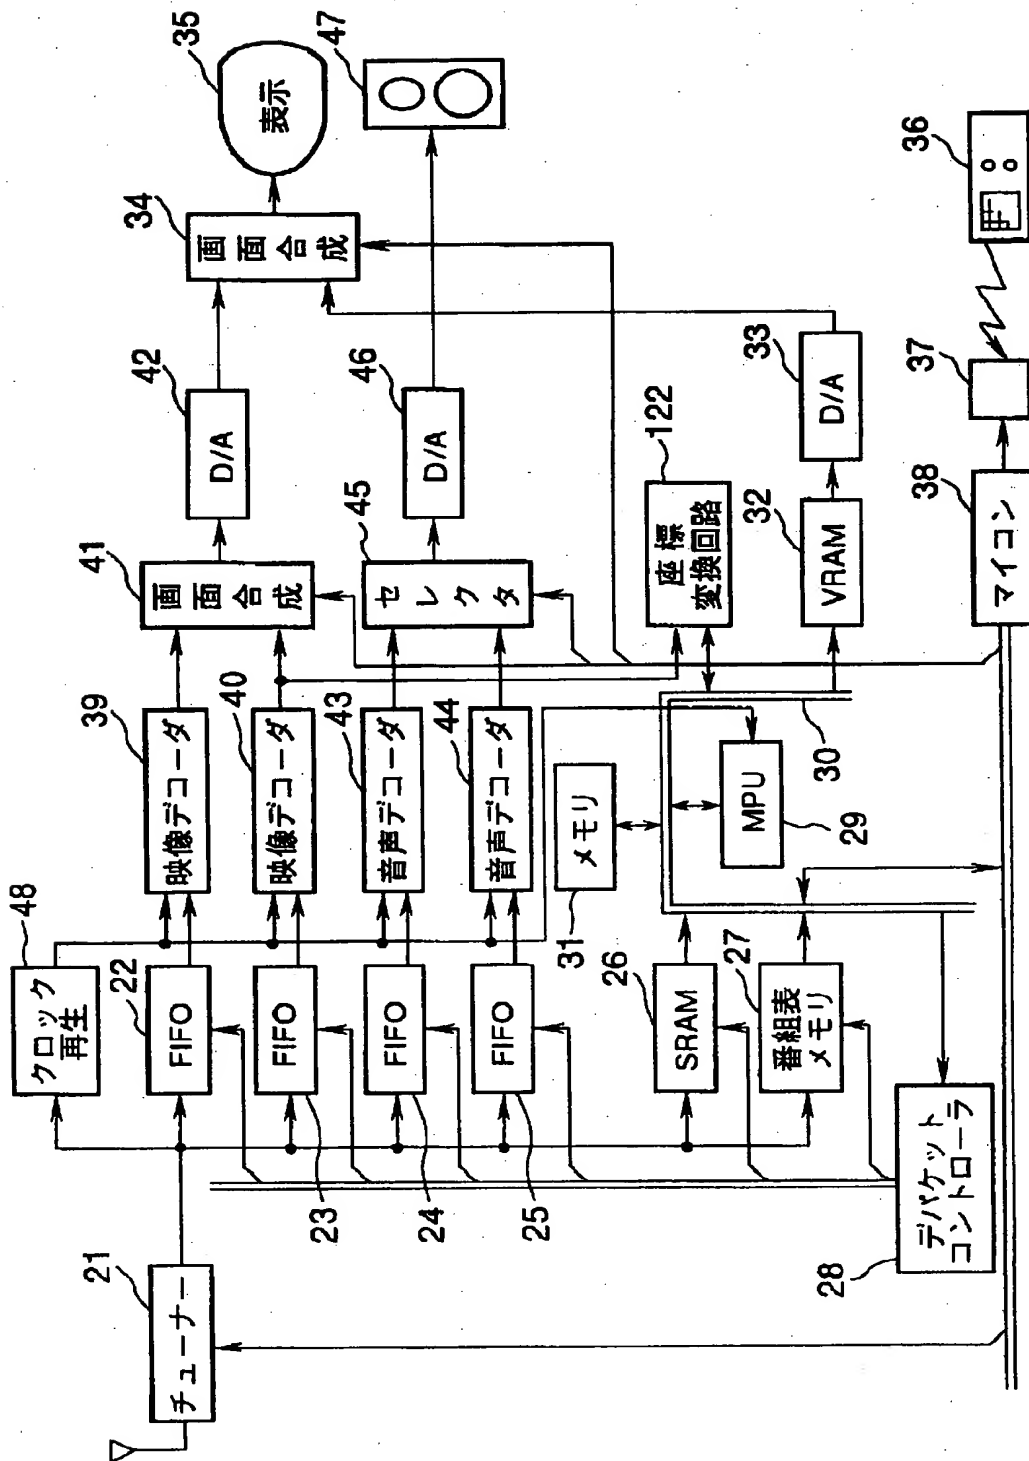 21
チューナー
48
クロック
再生
22
FIFO
23
FIFO
24
FIFO
25
FIFO
26
SRAM
27
番組表
メモリ
28
デパケット
コントローラ
39
映像デコーダ
40
映像デコーダ
43
音声デコーダ
44
音声デコーダ
31
メモリ
MPU
29
30
41
画面合成
45
セレクタ
122
座標
変換回路
32
VRAM
38
マイコン
42
D/A
46
D/A
33
D/A
37
34
画面合成
35
表示
47
36